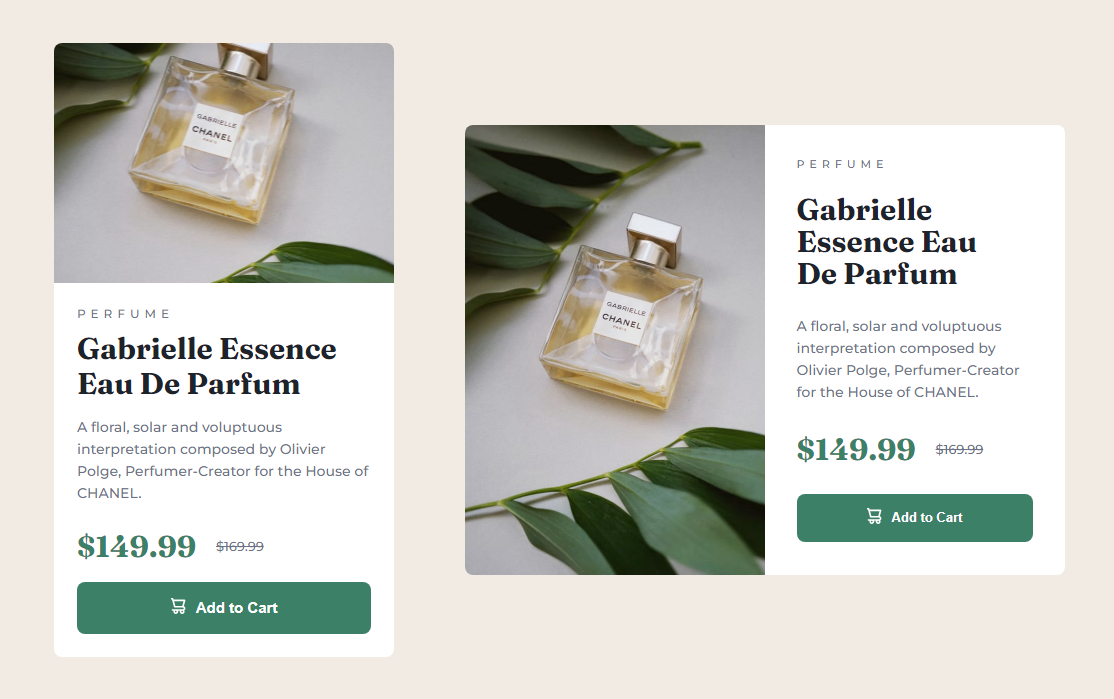 GABRIELLE
CHANEL
PARIS
PERFUME
Gabrielle Essence
Eau De Parfum
A floral, solar and voluptuous
interpretation composed by Olivier
Polge, Perfumer-Creator for the House of
CHANEL.
$149.99 $169.99
Add to Cart
GABRIELLE
CHANEL
PARIS
PERFUME
Gabrielle
Essence Eau
De Parfum
A floral, solar and voluptuous
interpretation composed by
Olivier Polge, Perfumer-Creator
for the House of CHANEL.
$149.99 $169.99
Add to Cart